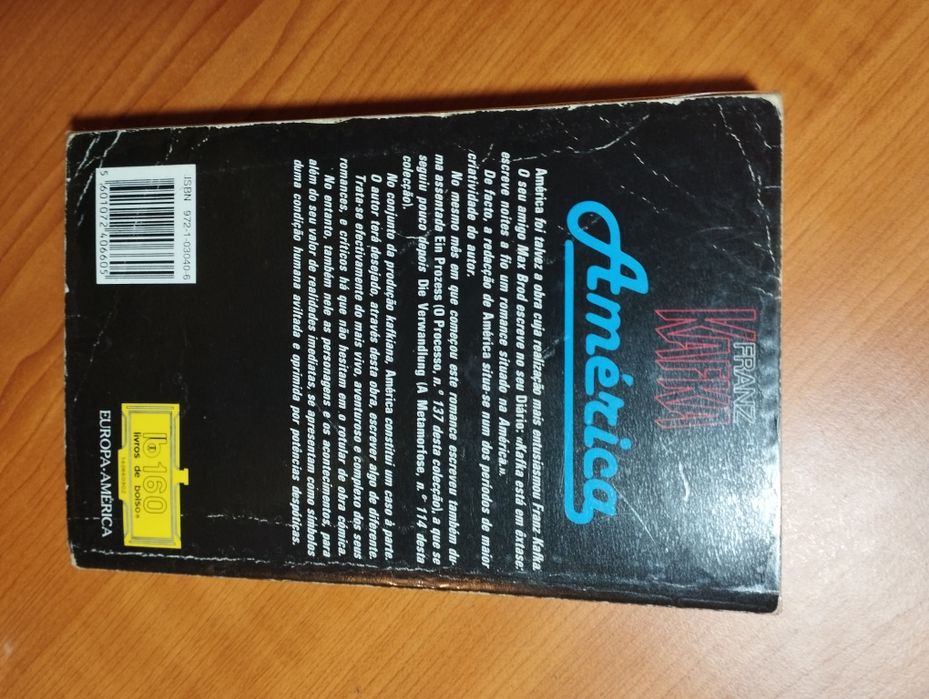 FRANZ
KAFKA
América
América foi talvez a obra cuja realização mais entusiasmou Franz Kafka.
O seu amigo Max Brod escreve no seu Diário: «Kafka está em êxtase:
escreve noites a fio um romance situado na América.».
De facto, a redacção de América situa-se num dos períodos de maior
criatividade do autor.
No mesmo mês em que começou este romance escreveu também du-
ma assentada Ein Prozess (O Processo, n.º 137 desta colecção), a que se
seguiu pouco depois Die Verwandlung (A Metamorfose, n.º 114 desta
colecção).
No conjunto da produção kafkiana, América constitui um caso à parte.
O autor terá desejado, através desta obra, escrever algo de diferente.
Trata-se efectivamente do mais vivo, aventuroso e complexo dos seus
romances, e críticos há que não hesitam em o rotular de obra cómica.
No entanto, também nele as personagens e os acontecimentos, para
além do seu valor de realidades imediatas, se apresentam como símbolos
duma condição humana aviltada e oprimida por potências despóticas.
ISBN 972-1-03040-6
5 601072 406605
160
livros de bolso
EUROPA-AMÉRICA